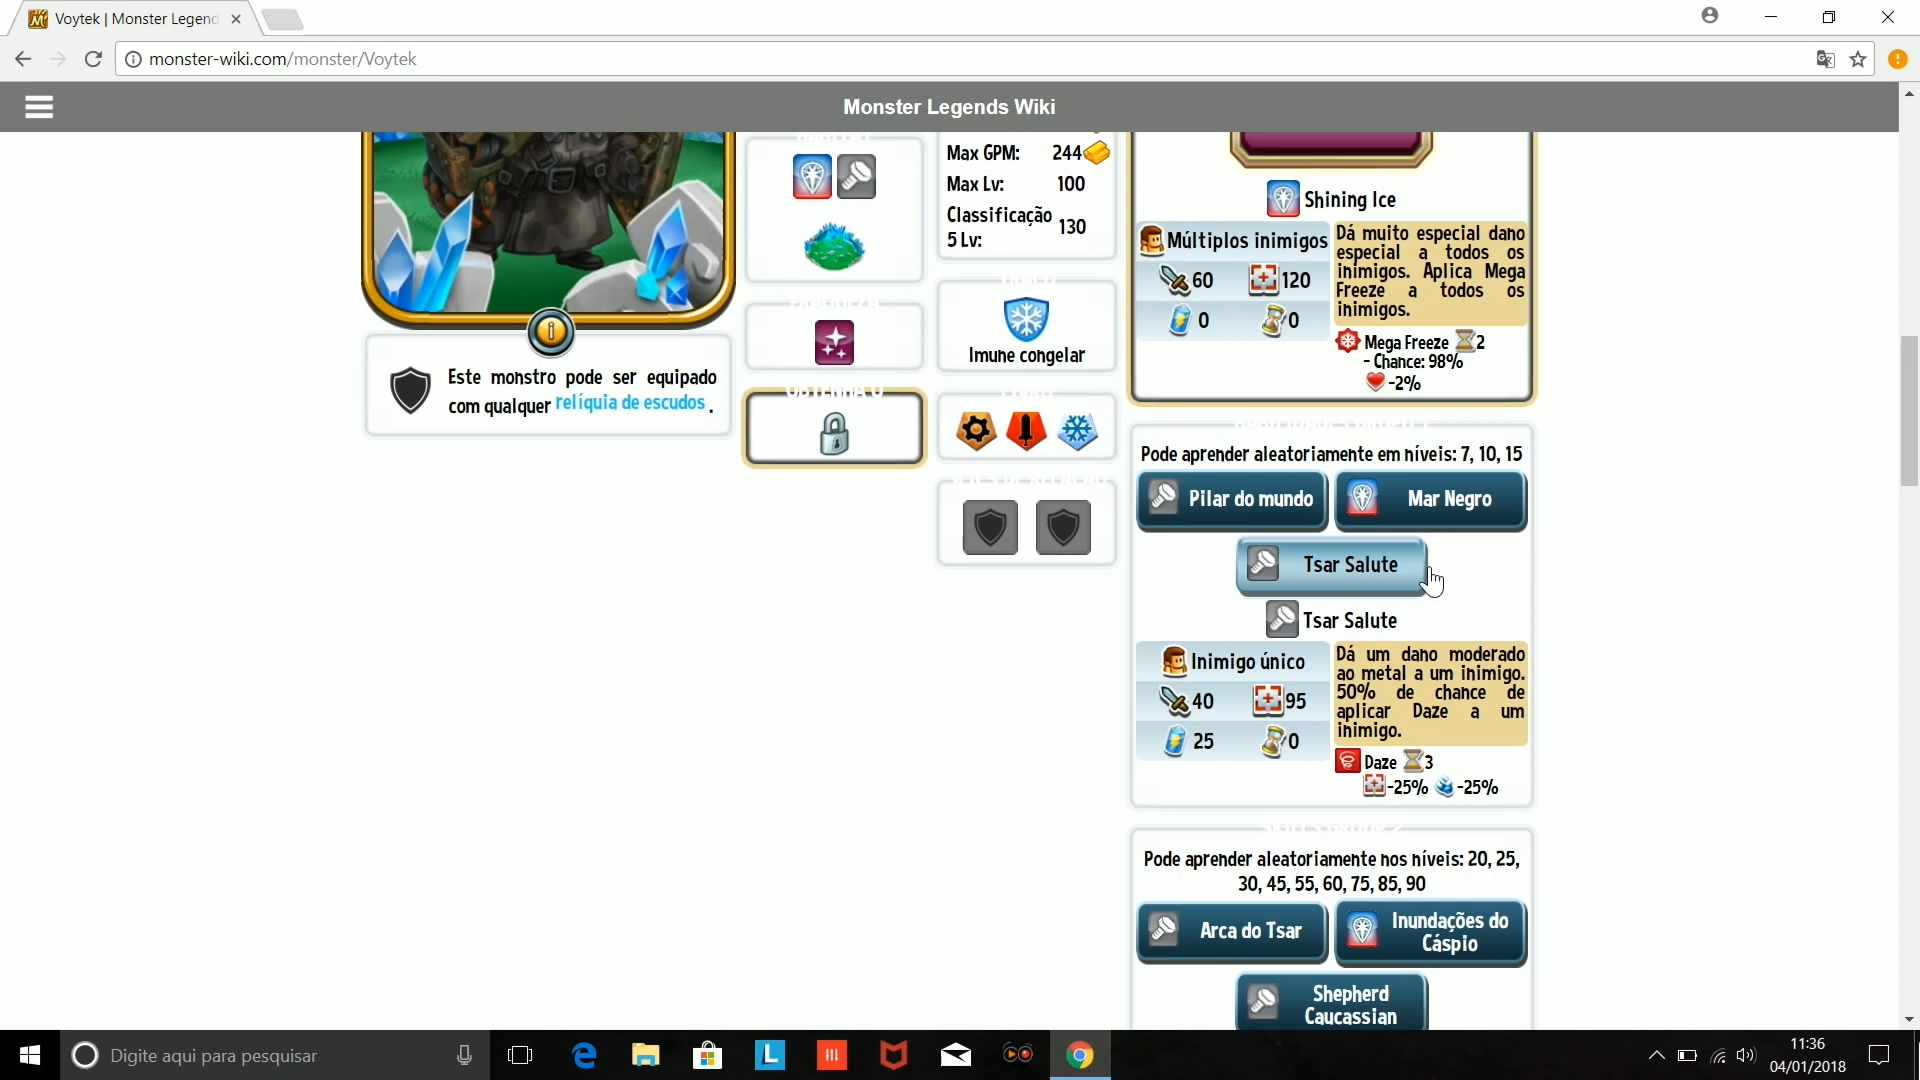 Voytek | Monster Legend
monster-wiki.com/monster/Voytek
Monster Legends Wiki
Este monstro pode ser equipado
com qualquer relíquia de escudos .
Max GPM: 244
Max Lv: 100
Classificação
5 Lv: 130
Imune congelar
Shining Ice
Múltiplos inimigos
60 120
0 0
Dá muito especial dano
especial a todos os
inimigos. Aplica Mega
Freeze a todos os
inimigos.
Mega Freeze 2
- Chance: 98%
-2%
Pode aprender aleatoriamente em níveis: 7, 10, 15
Pilar do mundo
Mar Negro
Tsar Salute
Tsar Salute
Inimigo único
40 95
25 0
Dá um dano moderado
ao metal a um inimigo.
50% de chance de
aplicar Daze a um
inimigo.
Daze 3
-25% -25%
Pode aprender aleatoriamente nos níveis: 20, 25,
30, 45, 55, 60, 75, 85, 90
Arca do Tsar
Inundações do
Cáspio
Shepherd
Caucassian
Digite aqui para pesquisar
11:36
04/01/2018